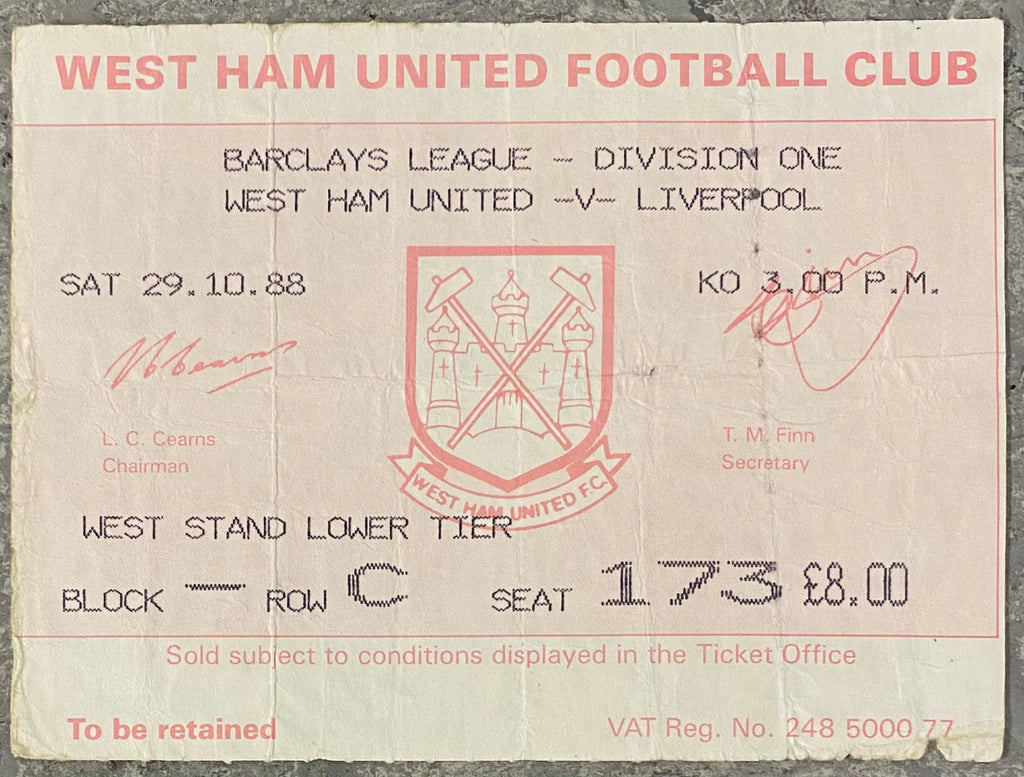 WEST HAM UNITED FOOTBALL CLUB
BARCLAYS LEAGUE - DIVISION ONE
WEST HAM UNITED -V- LIVERPOOL
SAT 29.10.88 KO 3.00 P.M.
L. C. Cearns
Chairman
T. M. Finn
Secretary
WEST HAM UNITED F.C.
WEST STAND LOWER TIER
BLOCK - ROW C SEAT 173 £8.00
Sold subject to conditions displayed in the Ticket Office
To be retained VAT Reg. No. 248 5000 77